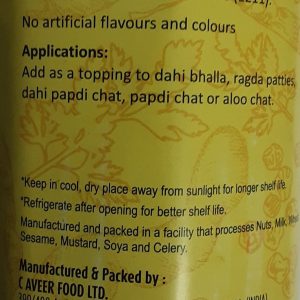 (211).
No artificial flavours and colours
Applications:
Add as a topping to dahi bhalla, ragda patties,
dahi papdi chat, papdi chat or aloo chat.
*Keep in cool, dry place away from sunlight for longer shelf life.
*Refrigerate after opening for better shelf life.
Manufactured and packed in a facility that processes Nuts, Milk,
Sesame, Mustard, Soya and Celery.
Manufactured & Packed by :
C AVEER FOOD LTD.